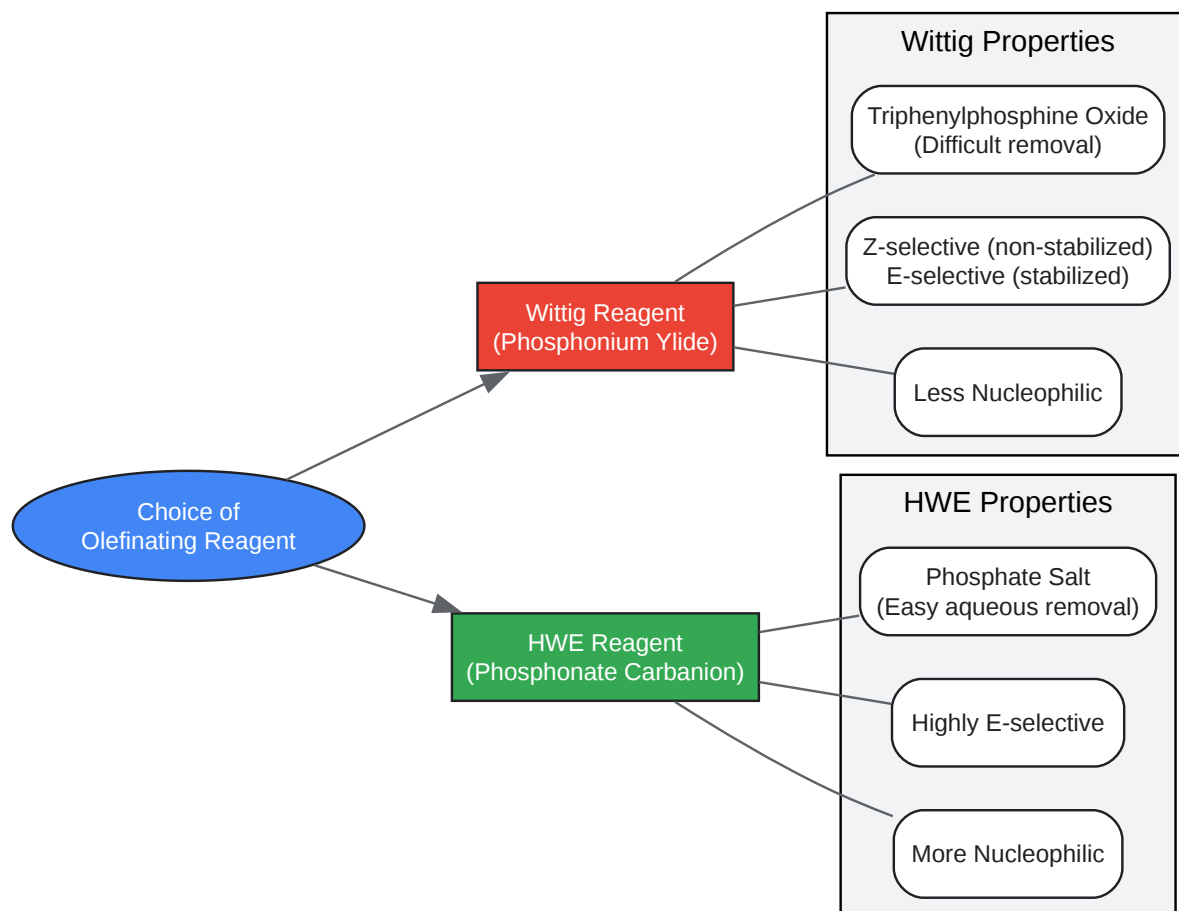 Wittig Properties
Triphenylphosphine Oxide
(Difficult removal)
Z-selective (non-stabilized)
E-selective (stabilized)
Less Nucleophilic
Wittig Reagent
(Phosphonium Ylide)
Choice of
Olefinating Reagent
HWE Reagent
(Phosphonate Carbanion)
HWE Properties
Phosphate Salt
(Easy aqueous removal)
Highly E-selective
More Nucleophilic